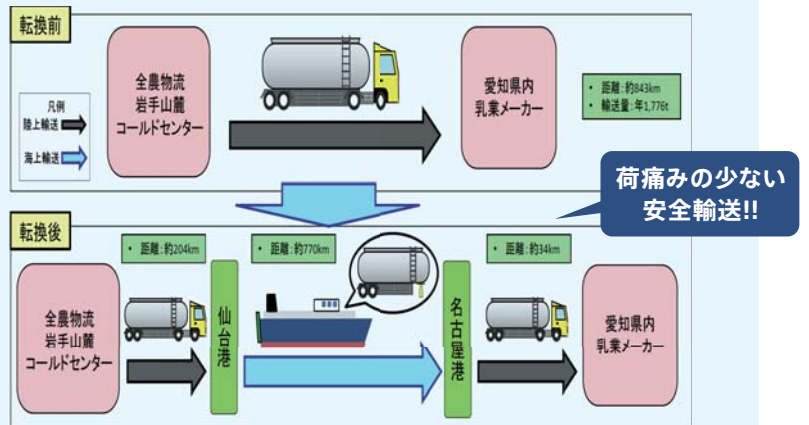 転換前
凡例
陸上輸送
海上輸送
全農物流
岩手山麓
コールドセンター
愛知県内
乳業メーカー
• 距離:約843km
• 輸送量:年1,776t
荷痛みの少ない
安全輸送!!
転換後
全農物流
岩手山麓
コールドセンター
• 距離:約204km
仙台港
• 距離:約770km
名古屋港
• 距離:約34km
愛知県内
乳業メーカー